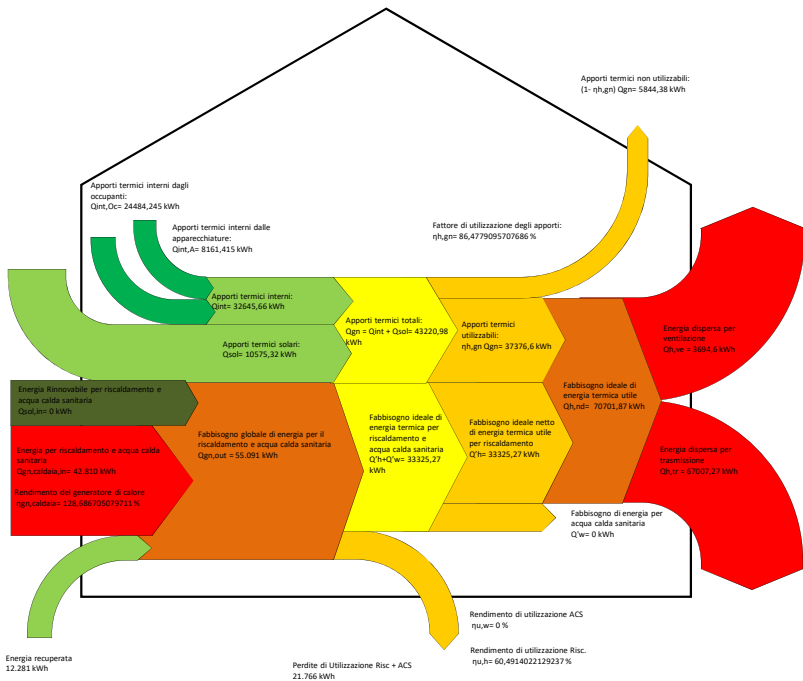 Apporti termici non utilizzabili:
(1- ηh,gn) Qgn= 5844,38 kWh
Apporti termici interni dagli
occupanti:
Qint,Oc= 24484,245 kWh
Apporti termici interni dalle
apparecchiature:
Qint,A= 8161,415 kWh
Fattore di utilizzazione degli apporti:
ηh,gn= 86,4779095707686 %
Apporti termici interni:
Qint= 32645,66 kWh
Apporti termici solari:
Qsol= 10575,32 kWh
Apporti termici totali:
Qgn = Qint + Qsol= 43220,98
kWh
Apporti termici
utilizzabili:
ηh,gn Qgn= 37376,6 kWh
Energia dispersa per
ventilazione
Qh,ve = 3694,6 kWh
Energia Rinnovabile per riscaldamento e
acqua calda sanitaria
Qsol,in= 0 kWh
Fabbisogno ideale di
energia termica utile
Qh,nd= 70701,87 kWh
Fabbisogno globale di energia per il
riscaldamento e acqua calda sanitaria
Qgn,out = 55.091 kWh
Fabbisogno ideale di
energia termica per
riscaldamento e
acqua calda sanitaria
Q'h+Q'w= 33325,27
kWh
Fabbisogno ideale netto
di energia termica utile
per riscaldamento
Q'h= 33325,27 kWh
Energia per riscaldamento e acqua calda
sanitaria
Qgn,caldaia,in= 42.810 kWh
Rendimento del generatore di calore
ηgn,caldaia= 128,686705079711 %
Energia dispersa per
trasmissione
Qh,tr = 67007,27 kWh
Fabbisogno di energia per
acqua calda sanitaria
Q'w= 0 kWh
Rendimento di utilizzazione ACS
ηu,w= 0 %
Rendimento di utilizzazione Risc.
ηu,h= 60,4914022129237 %
Energia recuperata
12.281 kWh
Perdite di Utilizzazione Risc + ACS
21.766 kWh